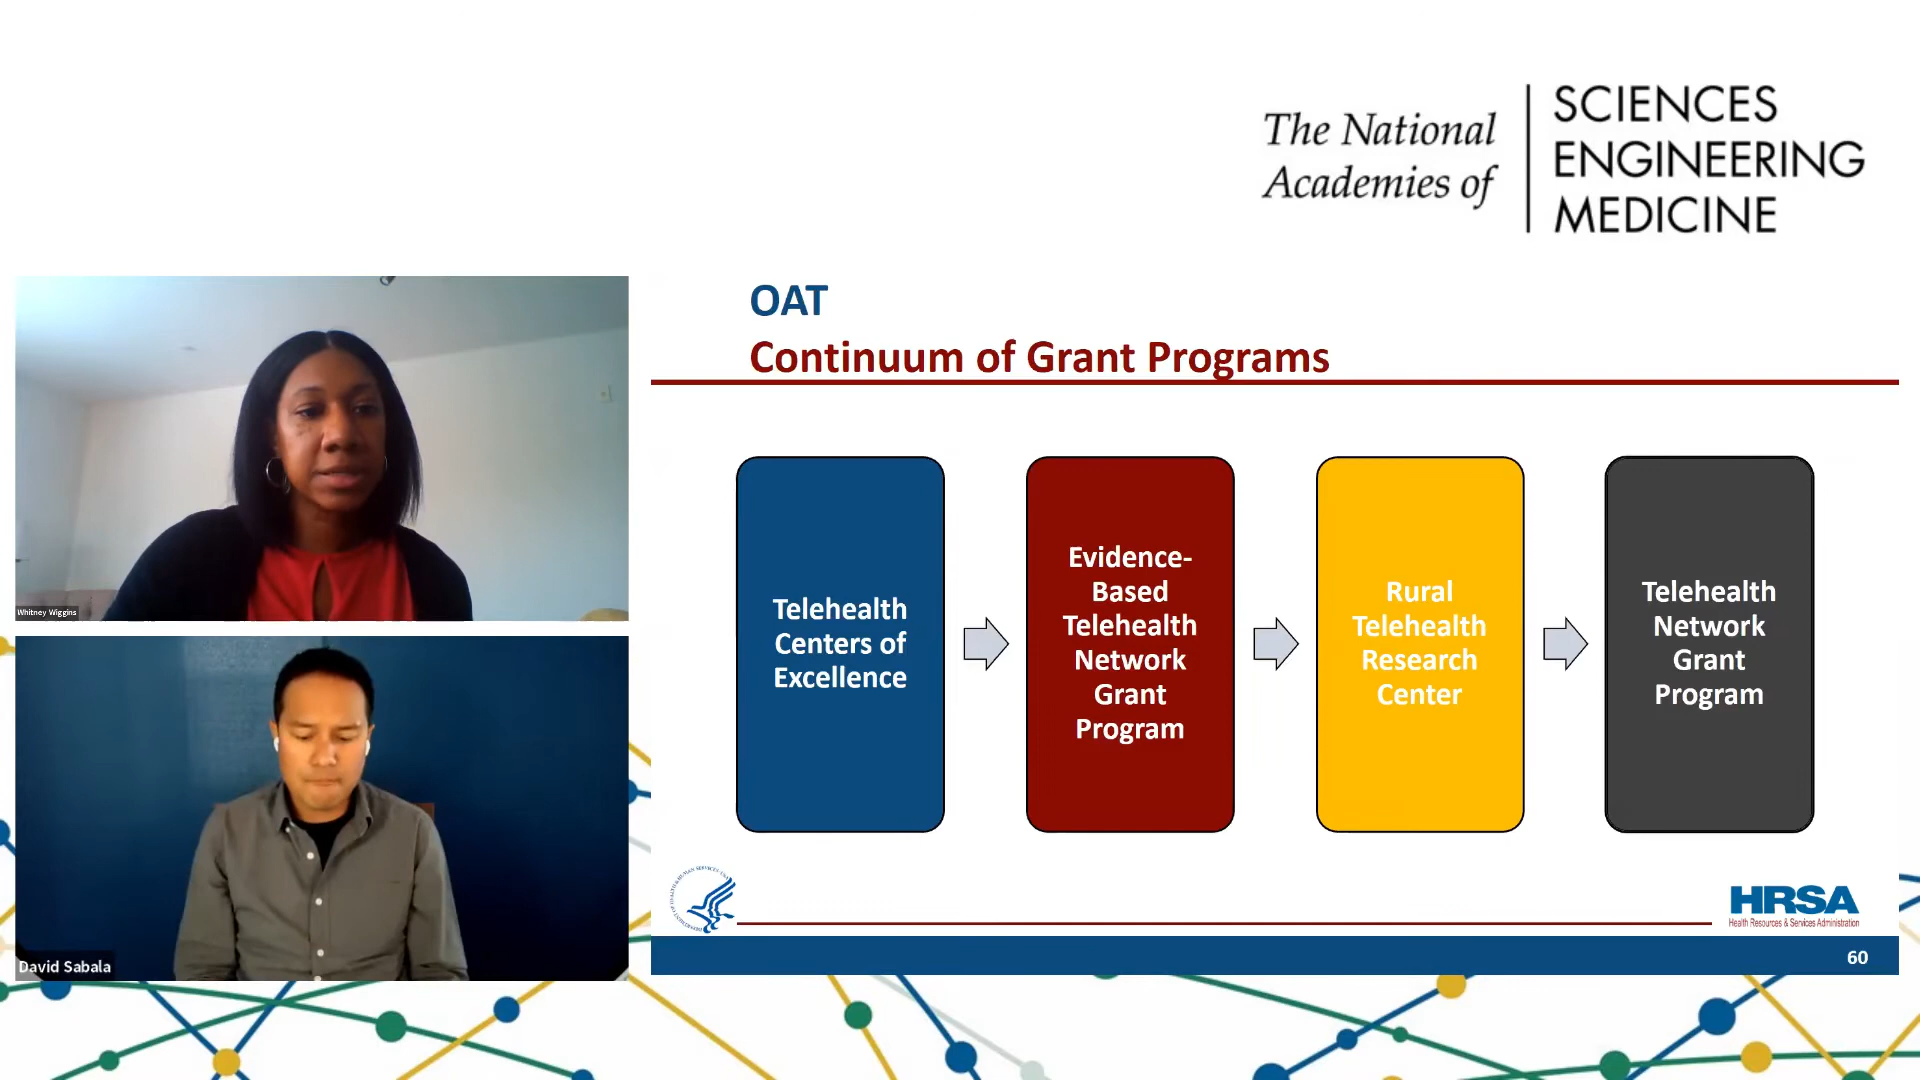 The National
Academies of
SCIENCES
ENGINEERING
MEDICINE
OAT
Continuum of Grant Programs
Telehealth
Centers of
Excellence
Evidence-
Based
Telehealth
Network
Grant
Program
Rural
Telehealth
Research
Center
Telehealth
Network
Grant
Program
Whitney Wiggins
David Sabala
HRSA
Health Resources & Services Administration
60